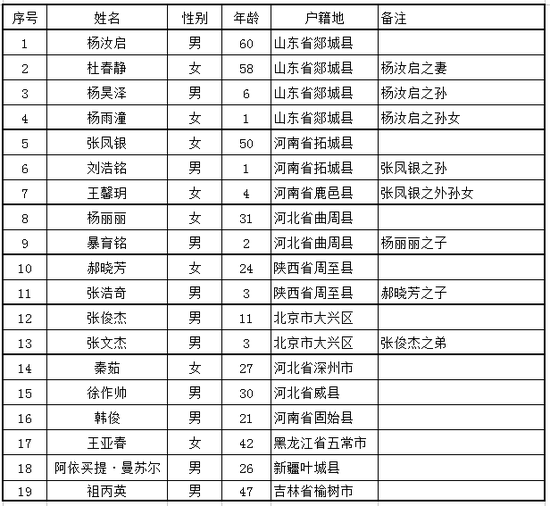 序号 姓名 性别 年龄 户籍地 备注
1 杨汝启 男 60 山东省郯城县
2 杜春静 女 58 山东省郯城县 杨汝启之妻
3 杨昊泽 男 6 山东省郯城县 杨汝启之孙
4 杨雨潼 女 1 山东省郯城县 杨汝启之孙女
5 张凤银 女 50 河南省拓城县
6 刘浩铭 男 1 河南省拓城县 张凤银之孙
7 王馨玥 女 4 河南省鹿邑县 张凤银之外孙女
8 杨丽丽 女 31 河北省曲周县
9 暴育铭 男 2 河北省曲周县 杨丽丽之子
10 郝晓芳 女 24 陕西省周至县
11 张浩奇 男 3 陕西省周至县 郝晓芳之子
12 张俊杰 男 11 北京市大兴区
13 张文杰 男 3 北京市大兴区 张俊杰之弟
14 秦茹 女 27 河北省深州市
15 徐作帅 男 30 河北省威县
16 韩俊 男 21 河南省固始县
17 王亚春 女 42 黑龙江省五常市
18 阿依买提·曼苏尔 男 26 新疆叶城县
19 祖丙英 男 47 吉林省榆树市